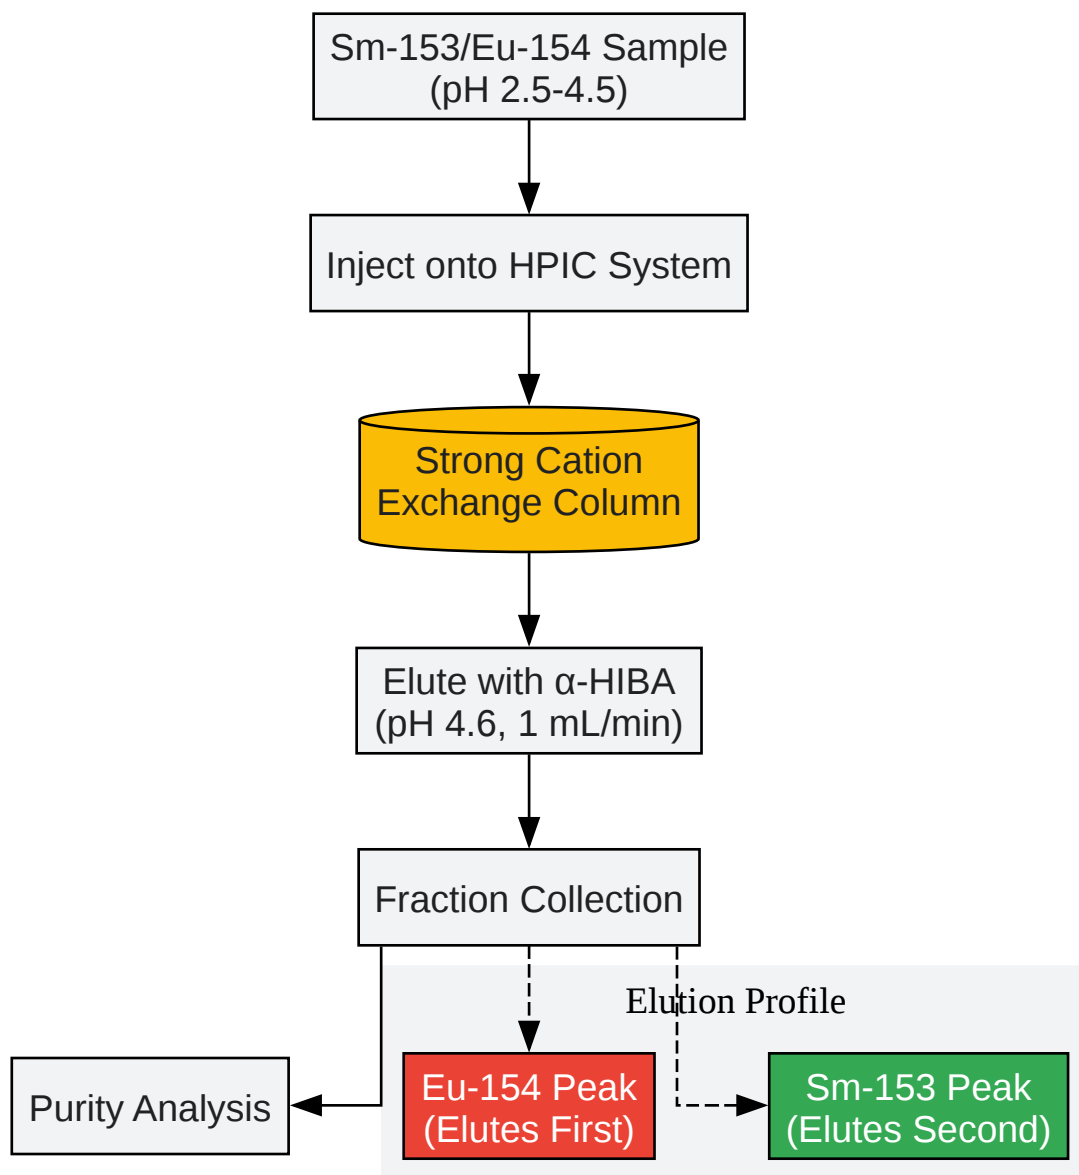 Sm-153/Eu-154 Sample
(pH 2.5-4.5)
Inject onto HPIC System
Strong Cation
Exchange Column
Elute with α-HIBA
(pH 4.6, 1 mL/min)
Fraction Collection
Elution Profile
Purity Analysis
Eu-154 Peak
(Elutes First)
Sm-153 Peak
(Elutes Second)